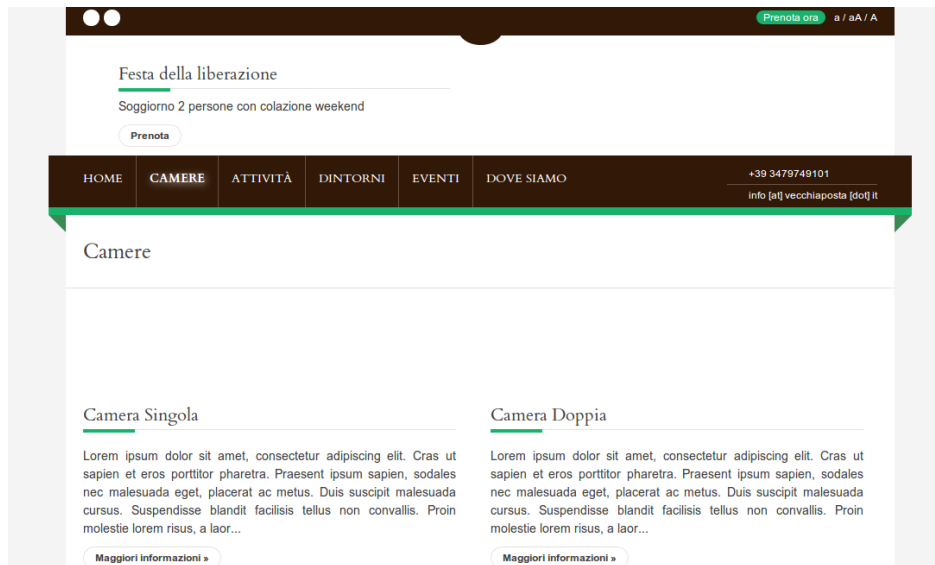 Prenota ora a / aA / A
Festa della liberazione
Soggiorno 2 persone con colazione weekend
Prenota
HOME CAMERE ATTIVITÀ DINTORNI EVENTI DOVE SIAMO
+39 3479749101
info [at] vecchiaposta [dot] it
Camere
Camera Singola
Lorem ipsum dolor sit amet, consectetur adipiscing elit. Cras ut
sapien et eros porttitor pharetra. Praesent ipsum sapien, sodales
nec malesuada eget, placerat ac metus. Duis suscipit malesuada
cursus. Suspendisse blandit facilisis tellus non convallis. Proin
molestie lorem risus, a laor...
Maggiori informazioni »
Camera Doppia
Lorem ipsum dolor sit amet, consectetur adipiscing elit. Cras ut
sapien et eros porttitor pharetra. Praesent ipsum sapien, sodales
nec malesuada eget, placerat ac metus. Duis suscipit malesuada
cursus. Suspendisse blandit facilisis tellus non convallis. Proin
molestie lorem risus, a laor...
Maggiori informazioni »